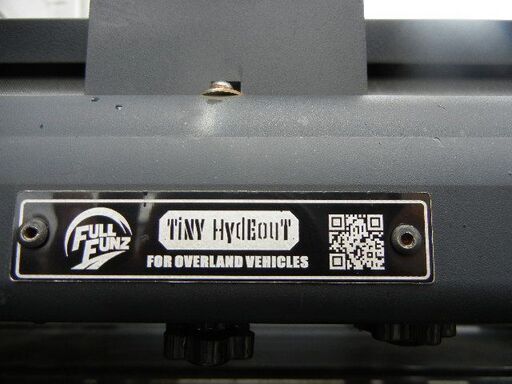 FULL
FUNZ
TiNY HydEouT
FOR OVERLAND VEHICLES